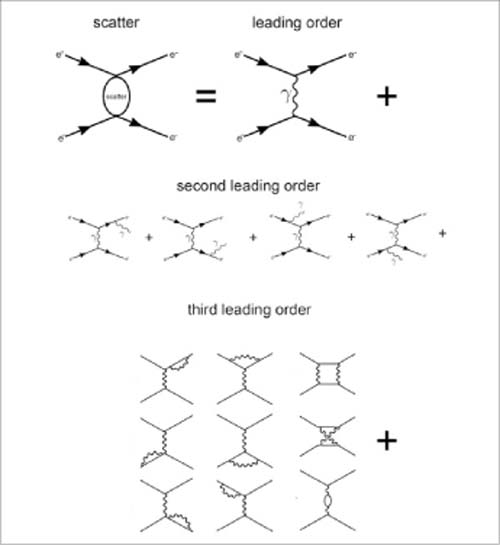 scatter
leading order
e- e-
scatter
e- e-
=
e- e-
γ
e- e-
+
second leading order
e- γ
γ
e- e-
+
e- e-
γ
e- γ
+
γ
e- e-
γ
e- e-
+
e- e-
γ
e- γ e-
+
third leading order
+